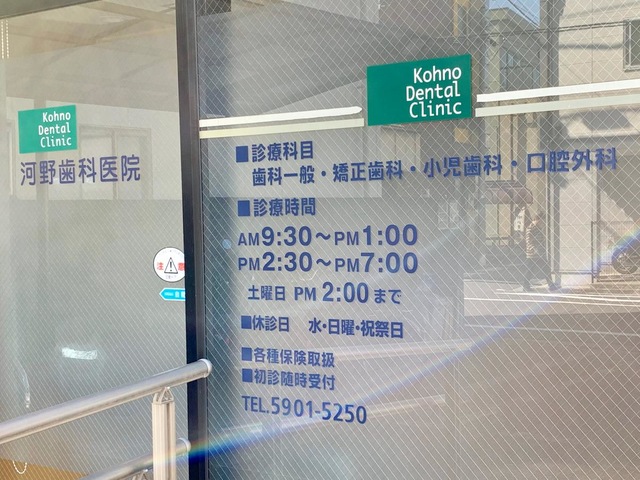 Kohno
Dental
Clinic
河野歯科医院
注意
Kohno
Dental
Clinic
■診療科目
歯科一般・矯正歯科・小児歯科・口腔外科
■診療時間
AM9:30～PM1:00
PM2:30～PM7:00
土曜日 PM 2:00まで
■休診日 水・日曜・祝祭日
■各種保険取扱
■初診随時受付
TEL.5901-5250